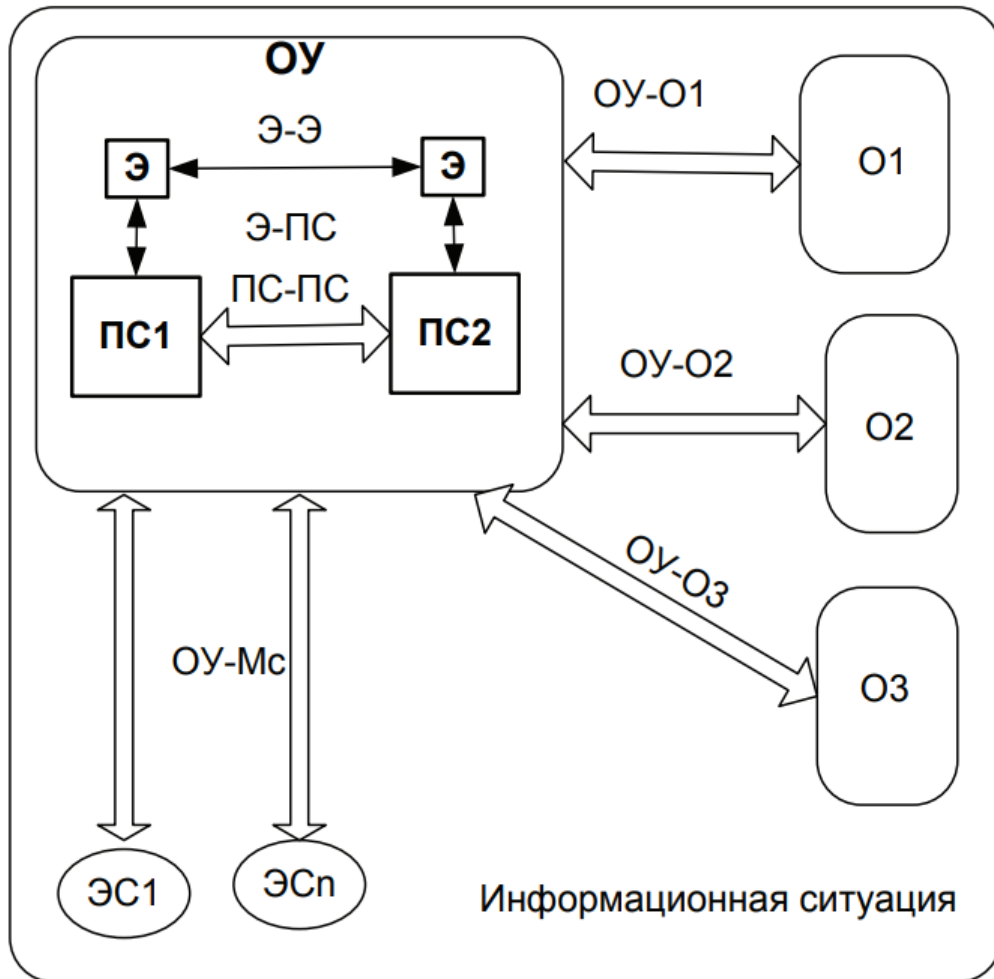 ОУ
ОУ-О1
Э-Э
Э
Э
О1
Э-ПС
ПС-ПС
ПС1
ПС2
ОУ-О2
О2
ОУ-О3
ОУ-Мс
О3
ЭС1
ЭСn
Информационная ситуация